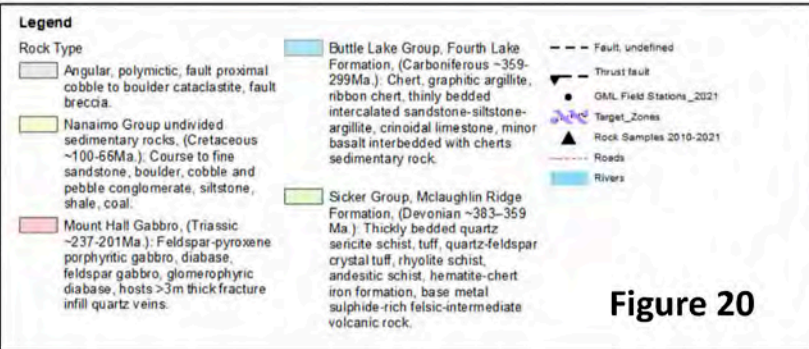 Legend
Rock Type
Angular, polymictic, fault proximal
cobble to boulder cataclastite, fault
breccia.
Nanaimo Group undivided
sedimentary rocks, (Cretaceous
~100-66Ma.): Course to fine
sandstone, boulder, cobble and
pebble conglomerate, siltstone,
shale, coal.
Mount Hall Gabbro, (Triassic
~237-201Ma.): Feldspar-pyroxene
porphyritic gabbro, diabase,
feldspar gabbro, glomerophyric
diabase, hosts >3m thick fracture
infill quartz veins.
Buttle Lake Group, Fourth Lake
Formation, (Carboniferous ~359-
299Ma.): Chert, graphitic argillite,
ribbon chert, thinly bedded
intercalated sandstone-siltstone-
argillite, crinoidal limestone, minor
basalt interbedded with cherts
sedimentary rock.
Sicker Group, Mclaughlin Ridge
Formation, (Devonian ~383–359
Ma.): Thickly bedded quartz
sericite schist, tuff, quartz-feldspar
crystal tuff, rhyolite schist,
andesitic schist, hematite-chert
iron formation, base metal
sulphide-rich felsic-intermediate
volcanic rock.
Fault, undefined
Thrust fault
GML Field Stations_2021
Target_Zones
Rock Samples 2010-2021
Roads
Rivers
Figure 20